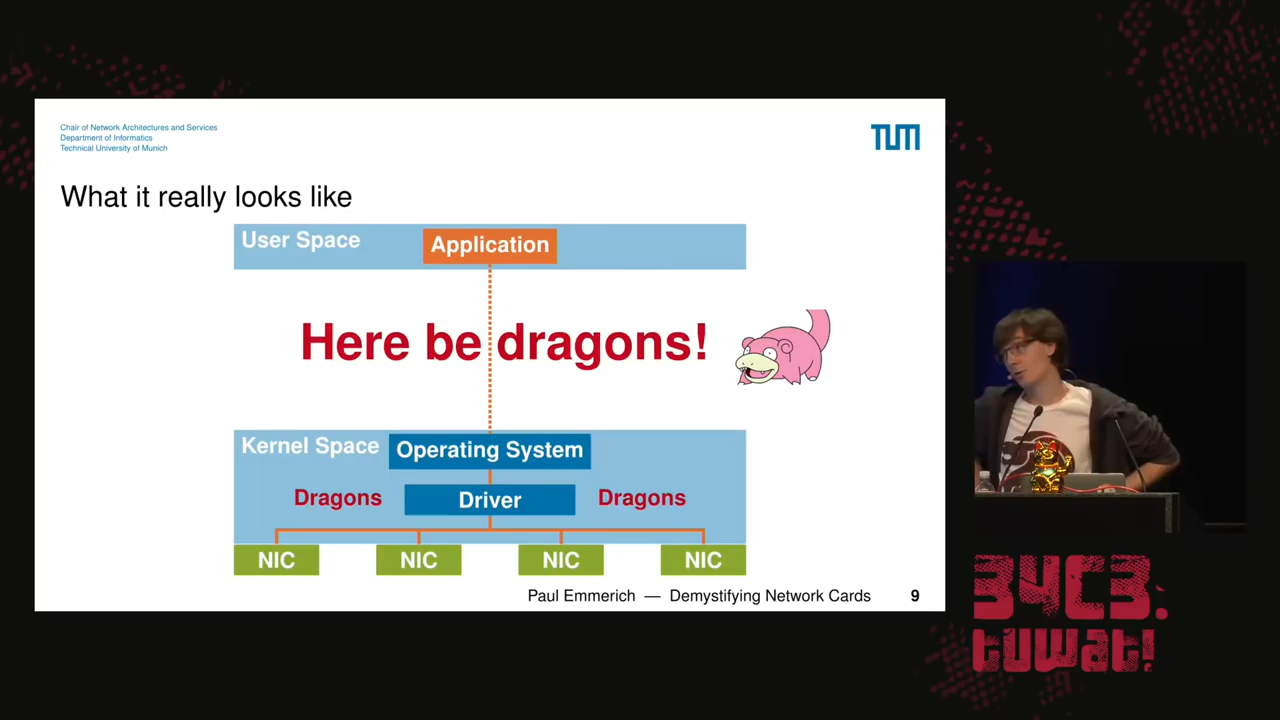 Chair of Network Architectures and Services
Department of Informatics
Technical University of Munich
TUM
What it really looks like
User Space
Application
Here be dragons!
Kernel Space
Operating System
Dragons
Driver
Dragons
NIC
NIC
NIC
NIC
Paul Emmerich — Demystifying Network Cards
9
34C3.
tuwat!